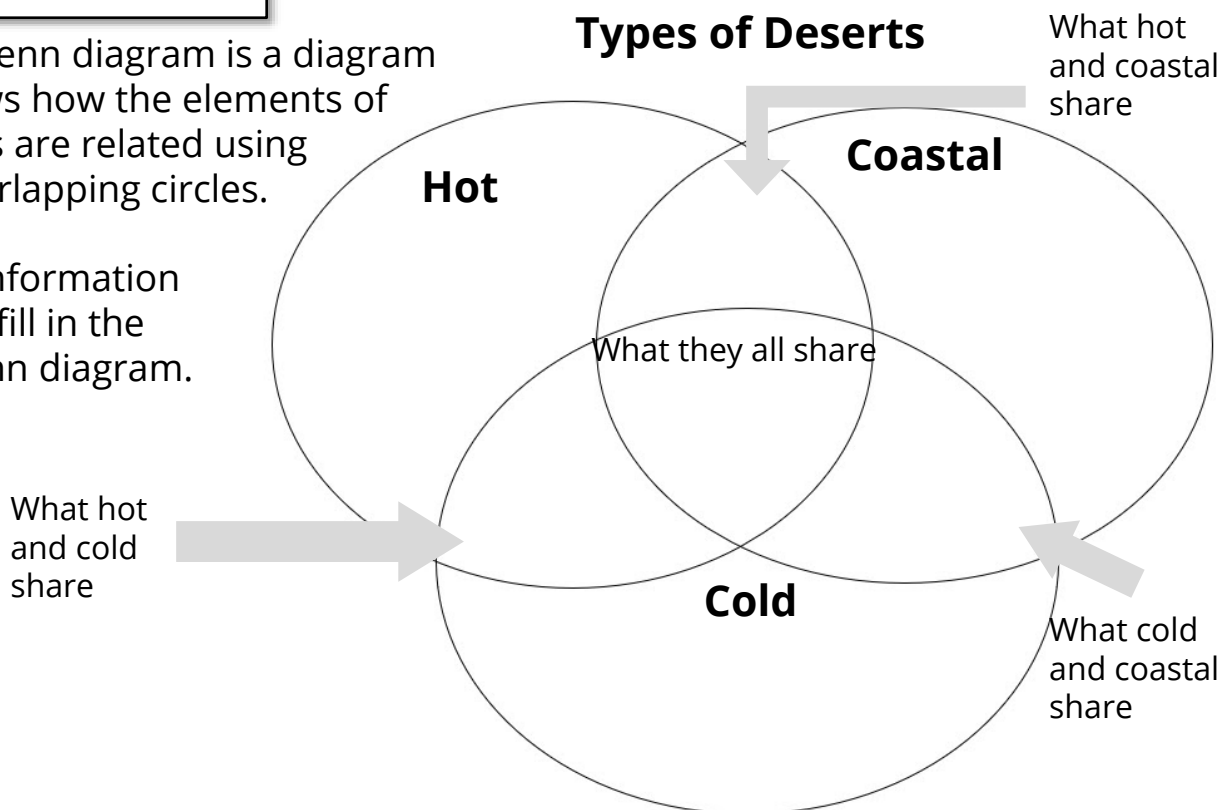 Types of Deserts
enn diagram is a diagram
s how the elements of
s are related using
rlapping circles.
nformation
fill in the
nn diagram.
What hot
and coastal
share
Hot
Coastal
What they all share
What hot
and cold
share
Cold
What cold
and coastal
share